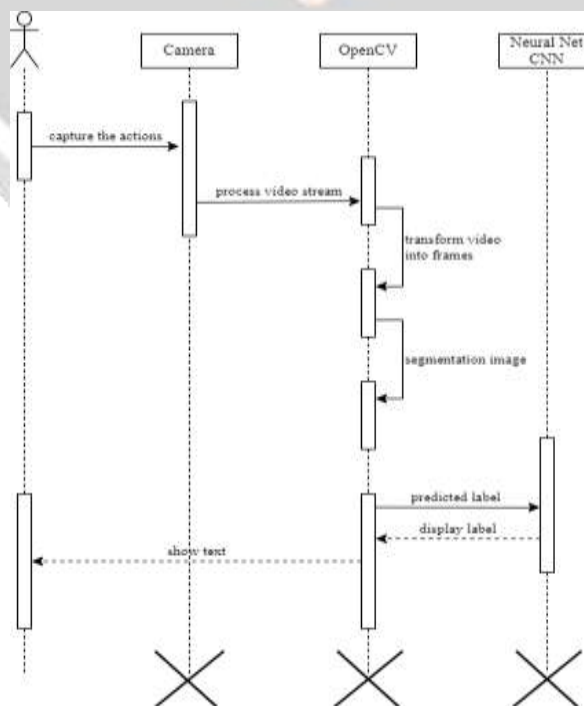 Camera
OpenCV
Neural Net
CNN
capture the actions
process video stream
transform video
into frames
segmentation image
predicted label
display label
show text